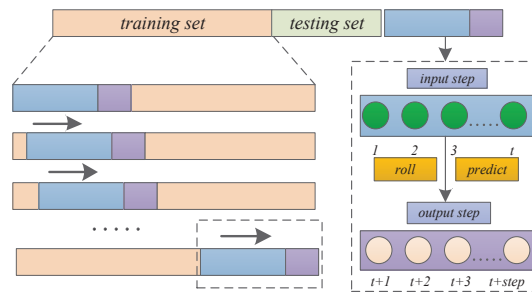 training set
testing set
input step
1 2 3 ..... t
roll
predict
output step
t+1 t+2 t+3 t+step